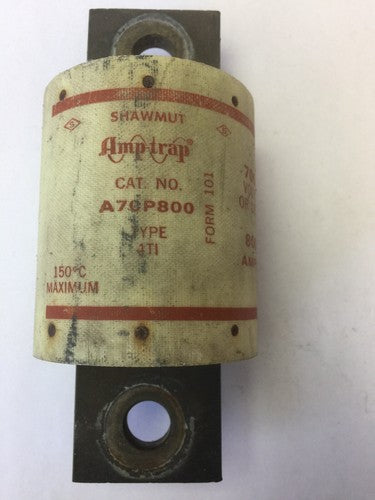 SHAWMUT
Amp-trap®
CAT. NO.
A70P800
TYPE
4TI
150°C
MAXIMUM
FORM 101
S
S